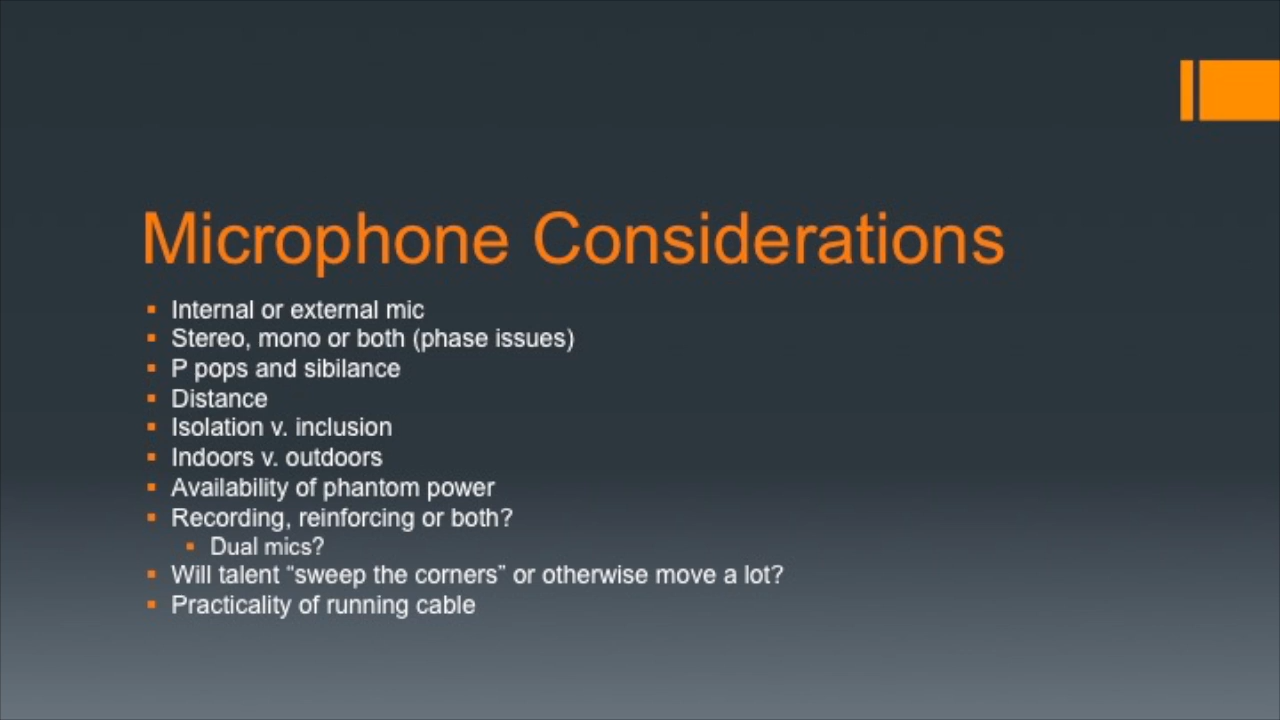 Microphone Considerations
Internal or external mic
Stereo, mono or both (phase issues)
P pops and sibilance
Distance
Isolation v. inclusion
Indoors v. outdoors
Availability of phantom power
Recording, reinforcing or both?
Dual mics?
Will talent “sweep the corners” or otherwise move a lot?
Practicality of running cable